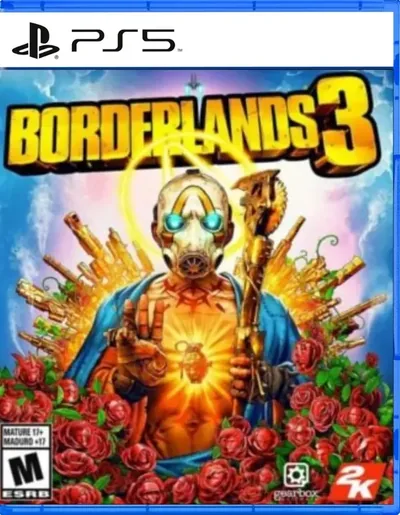 PS5
BORDERLANDS 3
MATURE 17+
MADURO +17
M
ESRB
gearbox
2K